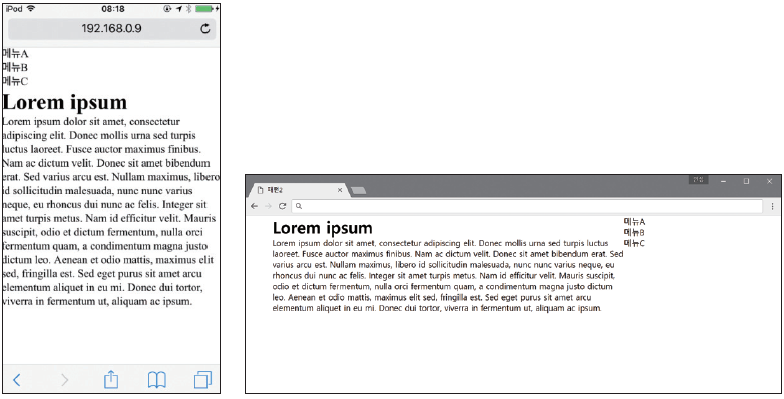 iPod 08:18
192.168.0.9
메뉴A
메뉴B
메뉴C
Lorem ipsum
Lorem ipsum dolor sit amet, consectetur
adipiscing elit. Donec mollis urna sed turpis
luctus laoreet. Fusce auctor maximus finibus.
Nam ac dictum velit. Donec sit amet bibendum
erat. Sed varius arcu est. Nullam maximus, libero
id sollicitudin malesuada, nunc nunc varius
neque, eu rhoncus dui nunc ac felis. Integer sit
amet turpis metus. Nam id efficitur velit. Mauris
suscipit, odio et dictum fermentum, nulla orci
fermentum quam, a condimentum magna justo
dictum leo. Aenean et odio mattis, maximus elit
sed, fringilla est. Sed eget purus sit amet arcu
elementum aliquet in eu mi. Donec dui tortor,
viverra in fermentum ut, aliquam ac ipsum.
Lorem ipsum
Lorem ipsum dolor sit amet, consectetur adipiscing elit. Donec mollis urna sed turpis luctus
laoreet. Fusce auctor maximus finibus. Nam ac dictum velit. Donec sit amet bibendum erat. Sed
varius arcu est. Nullam maximus, libero id sollicitudin malesuada, nunc nunc varius neque, eu
rhoncus dui nunc ac felis. Integer sit amet turpis metus. Nam id efficitur velit. Mauris suscipit,
odio et dictum fermentum, nulla orci fermentum quam, a condimentum magna justo dictum
leo. Aenean et odio mattis, maximus elit sed, fringilla est. Sed eget purus sit amet arcu
elementum aliquet in eu mi. Donec dui tortor, viverra in fermentum ut, aliquam ac ipsum.
메뉴A
메뉴B
메뉴C